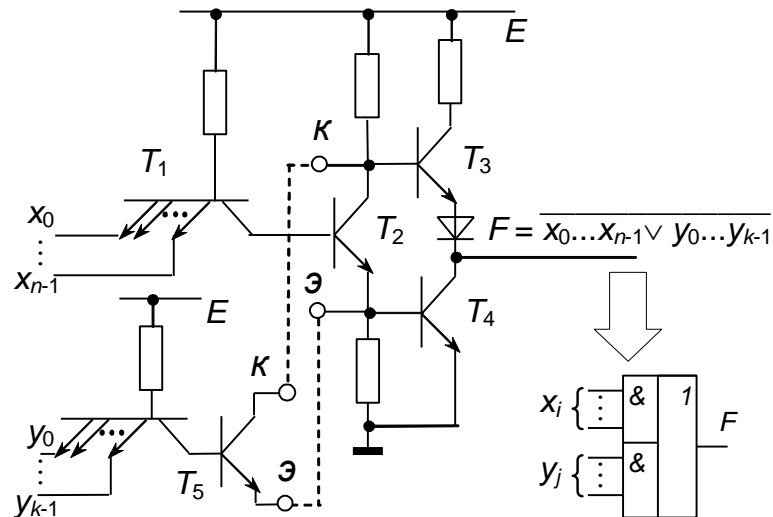 E
К
T1
T3
x0
⋮
xn-1
T2
F = x̅0...xn-1 ∨ y0...yk-1
Э
E
T4
К
xi
&
1
F
y0
⋮
yk-1
T5
Э
yj
&